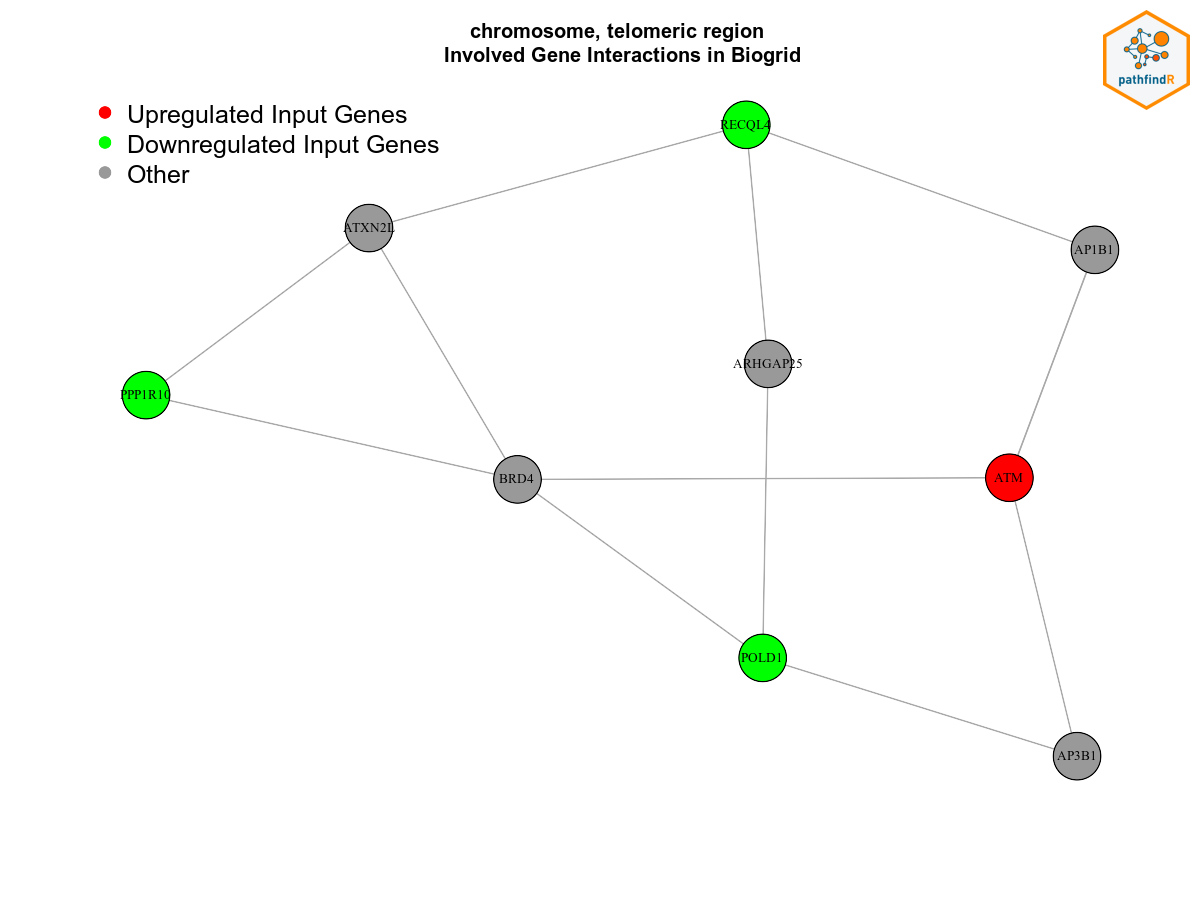 chromosome, telomeric region
Involved Gene Interactions in Biogrid
pathfindR
Upregulated Input Genes
Downregulated Input Genes
Other
RECQL4
ATXN2L
AP1B1
ARHGAP25
PPP1R10
BRD4
ATM
POLD1
AP3B1